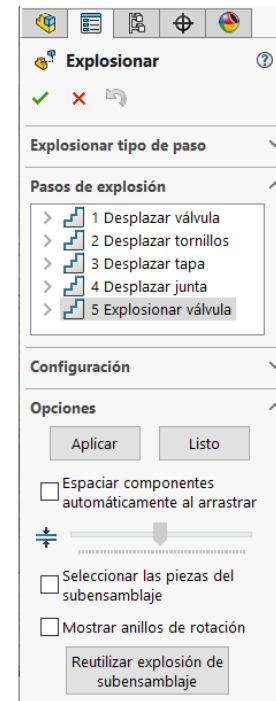 Explosionar
Explosionar tipo de paso
Pasos de explosión
1 Desplazar válvula
2 Desplazar tornillos
3 Desplazar tapa
4 Desplazar junta
5 Explosionar válvula
Configuración
Opciones
Aplicar Listo
Espaciar componentes
automáticamente al arrastrar
Seleccionar las piezas del
subensamblaje
Mostrar anillos de rotación
Reutilizar explosión de
subensamblaje